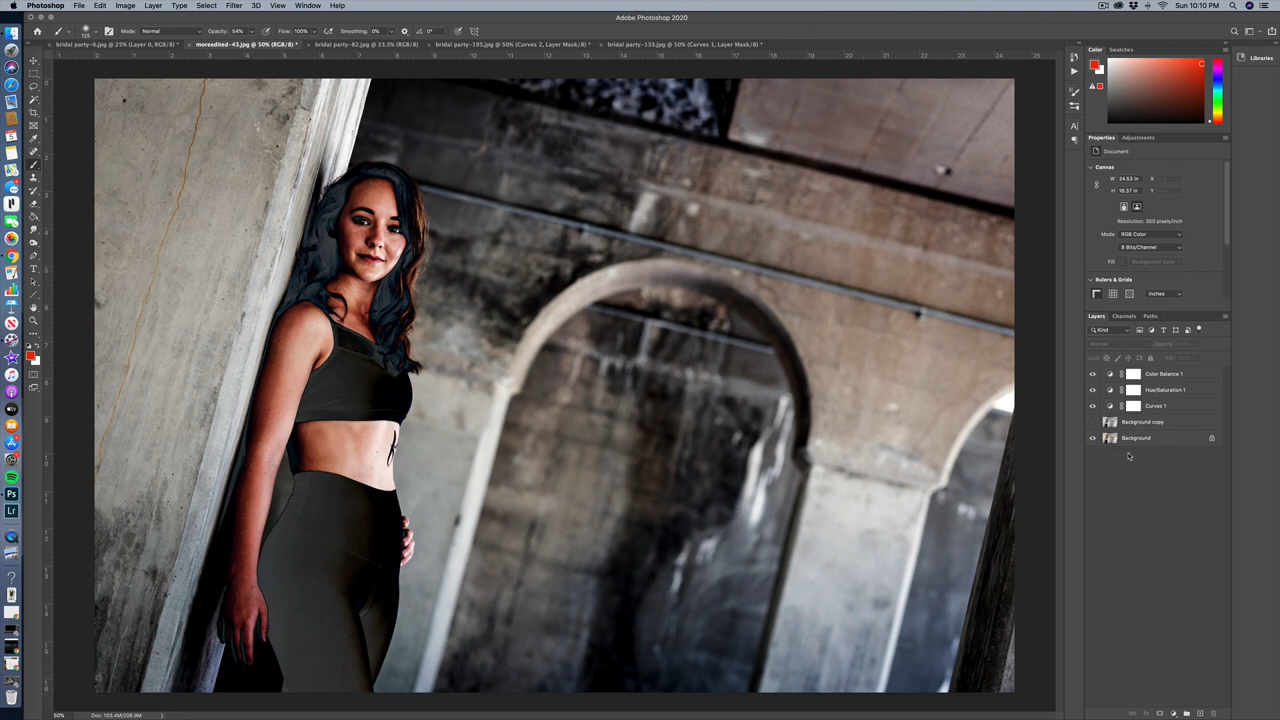 Photoshop File Edit Image Layer Type Select Filter 3D View Window Help
Sun 10:10 PM
Adobe Photoshop 2020
125 Mode: Normal Opacity: 54% Flow: 100% Smoothing: 0% 0°
bridal party-6.jpg @ 25% (Layer 0, RGB/8) * moreedited-43.jpg @ 50% (RGB/8) * bridal party-82.jpg @ 33.3% (RGB/8) bridal party-195.jpg @ 50% (Curves 2, Layer Mask/8) * bridal party-133.jpg @ 50% (Curves 1, Layer Mask/8) *
Color Swatches
Libraries
Properties Adjustments
Document
Canvas
W 24.53 in X
H 16.37 in Y
Resolution: 300 pixels/inch
Mode RGB Color
8 Bits/Channel
Fill Background Color
Rulers & Grids
Inches
Layers Channels Paths
Kind
Normal Opacity: 100%
Lock: Fill: 100%
Color Balance 1
Hue/Saturation 1
Curves 1
Background copy
Background
Ps
Lr
50% Doc: 103.4M/206.9M